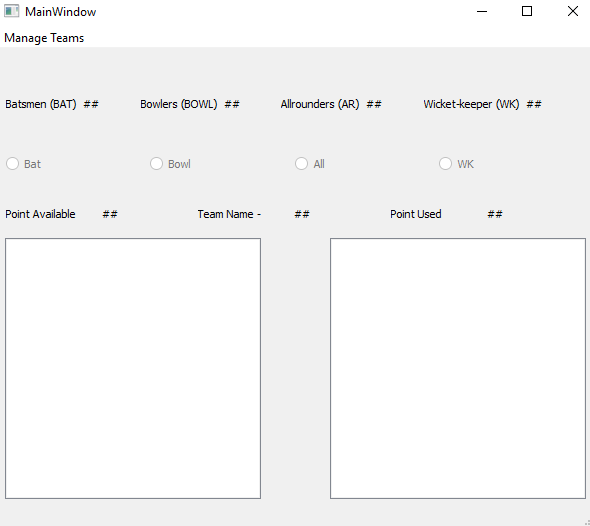 MainWindow
Manage Teams
Batsmen (BAT) ## Bowlers (BOWL) ## Allrounders (AR) ## Wicket-keeper (WK) ##
Bat Bowl All WK
Point Available ## Team Name - ## Point Used ##